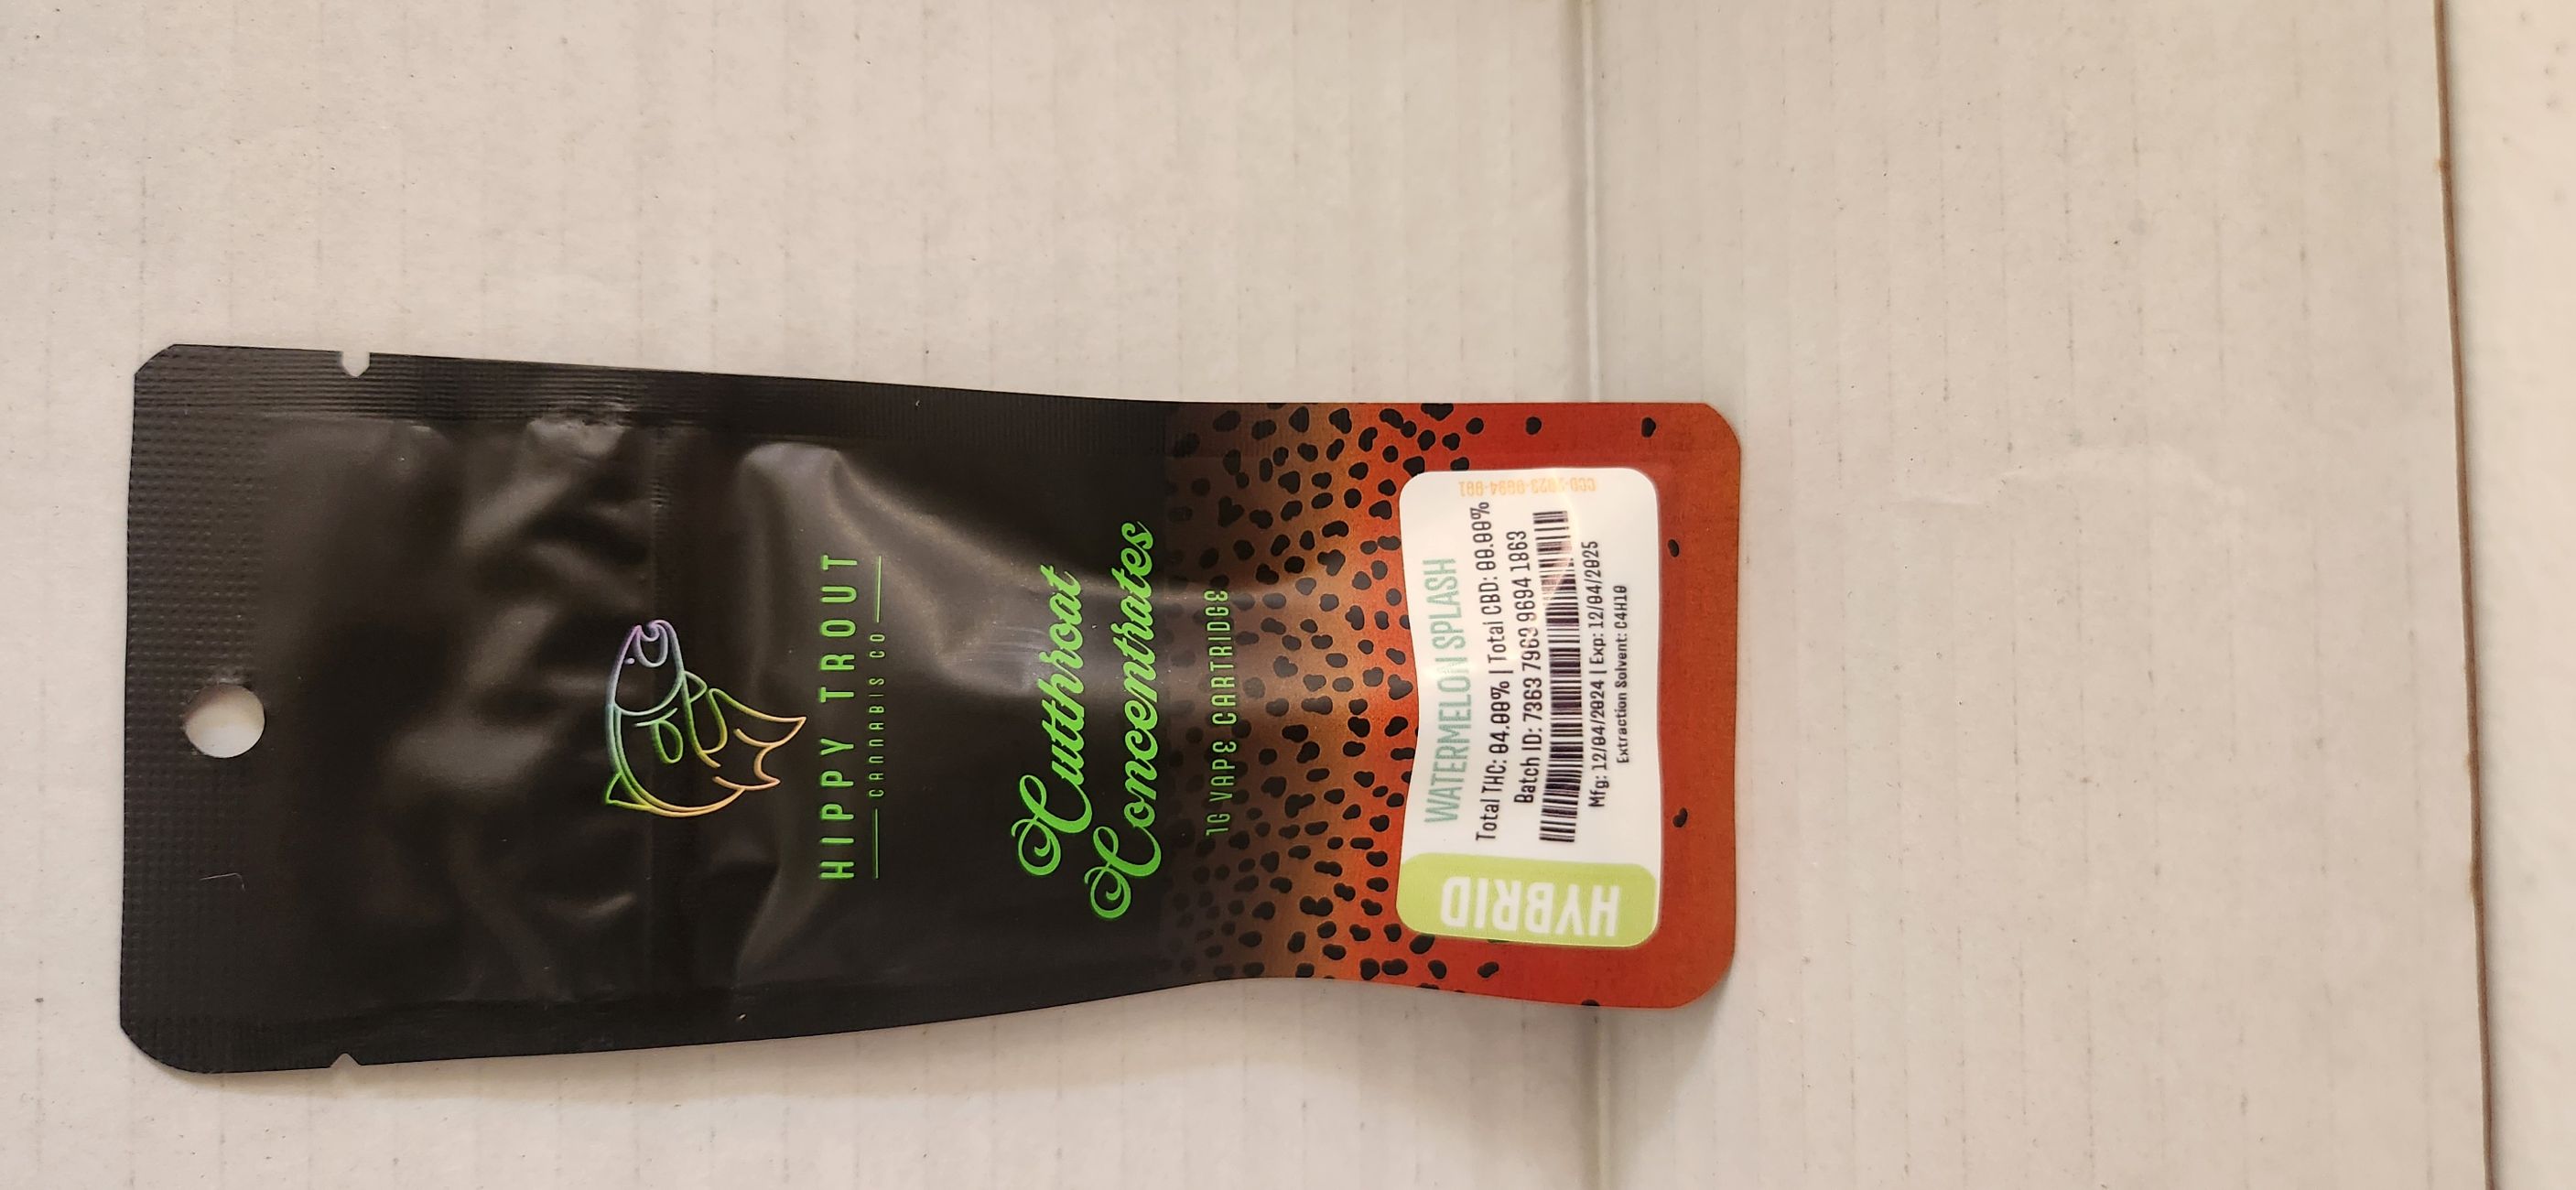 HIPPY TROUT
CANNABIS CO
Cutthroat
Concentrates
1G VAPE CARTRIDGE
HYBRID
WATERMELON SPLASH
Total THC: 84.00% | Total CBD: 00.00%
Batch ID: 7363 7963 9694 1863
Mfg: 12/04/2024 | Exp: 12/04/2025
Extraction Solvent: C4H10